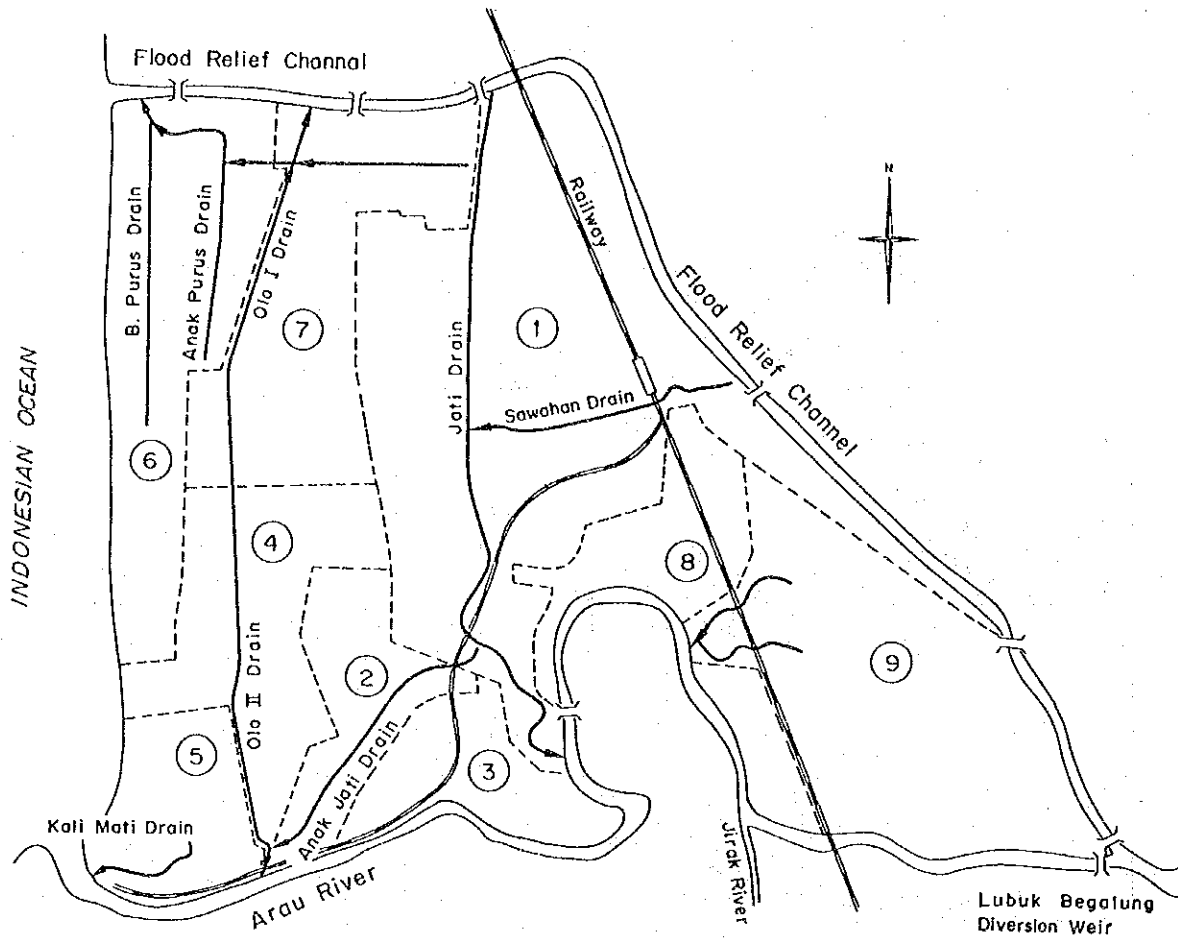 Flood Relief Channal
N
Railway
B. Purus Drain
Anak Purus Drain
Olo I Drain
7
1
Jati Drain
Flood Relief Channel
Sawahan Drain
INDONESIAN OCEAN
6
4
8
Olo II Drain
2
9
5
Anak Jati Drain
3
Kali Mati Drain
Arau River
Jirak River
Lubuk Begalung
Diversion Weir